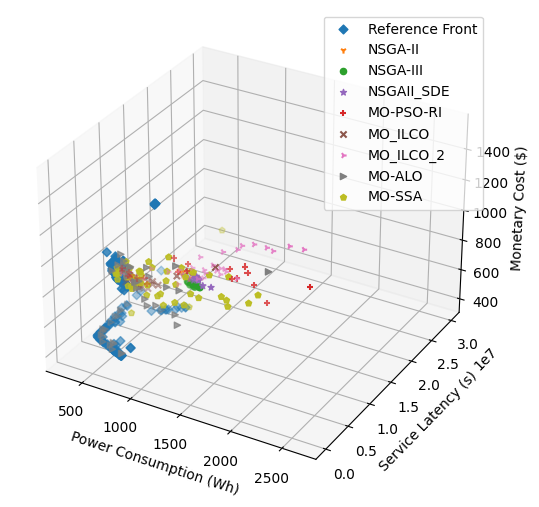 Reference Front
NSGA-II
NSGA-III
NSGAII_SDE
MO-PSO-RI
MO_ILCO
MO_ILCO_2
MO-ALO
MO-SSA
1400
1200
1000
800
600
400
Monetary Cost ($)
500
1000
1500
2000
2500
Power Consumption (Wh)
0.0
0.5
1.0
1.5
2.0
2.5
3.0
1e7
Service Latency (s)